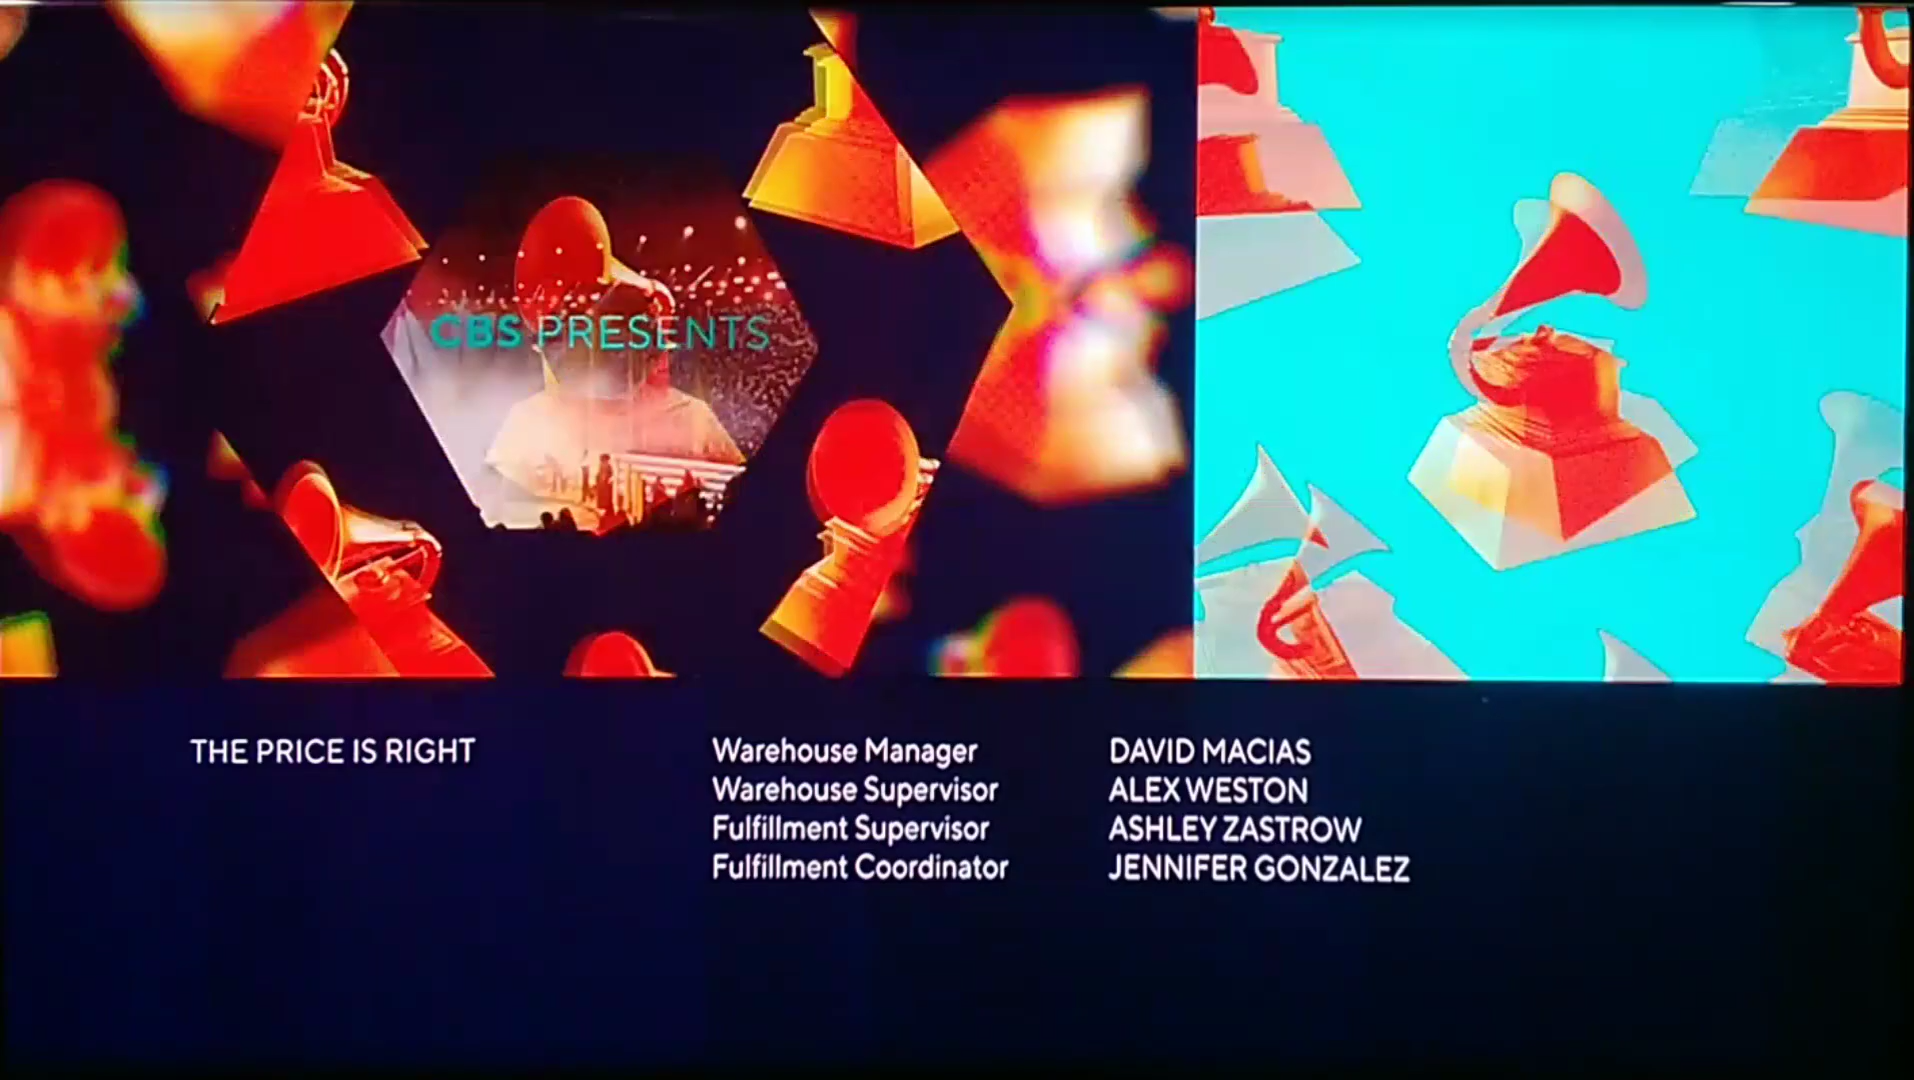 CBS PRESENTS
THE PRICE IS RIGHT
Warehouse Manager DAVID MACIAS
Warehouse Supervisor ALEX WESTON
Fulfillment Supervisor ASHLEY ZASTROW
Fulfillment Coordinator JENNIFER GONZALEZ